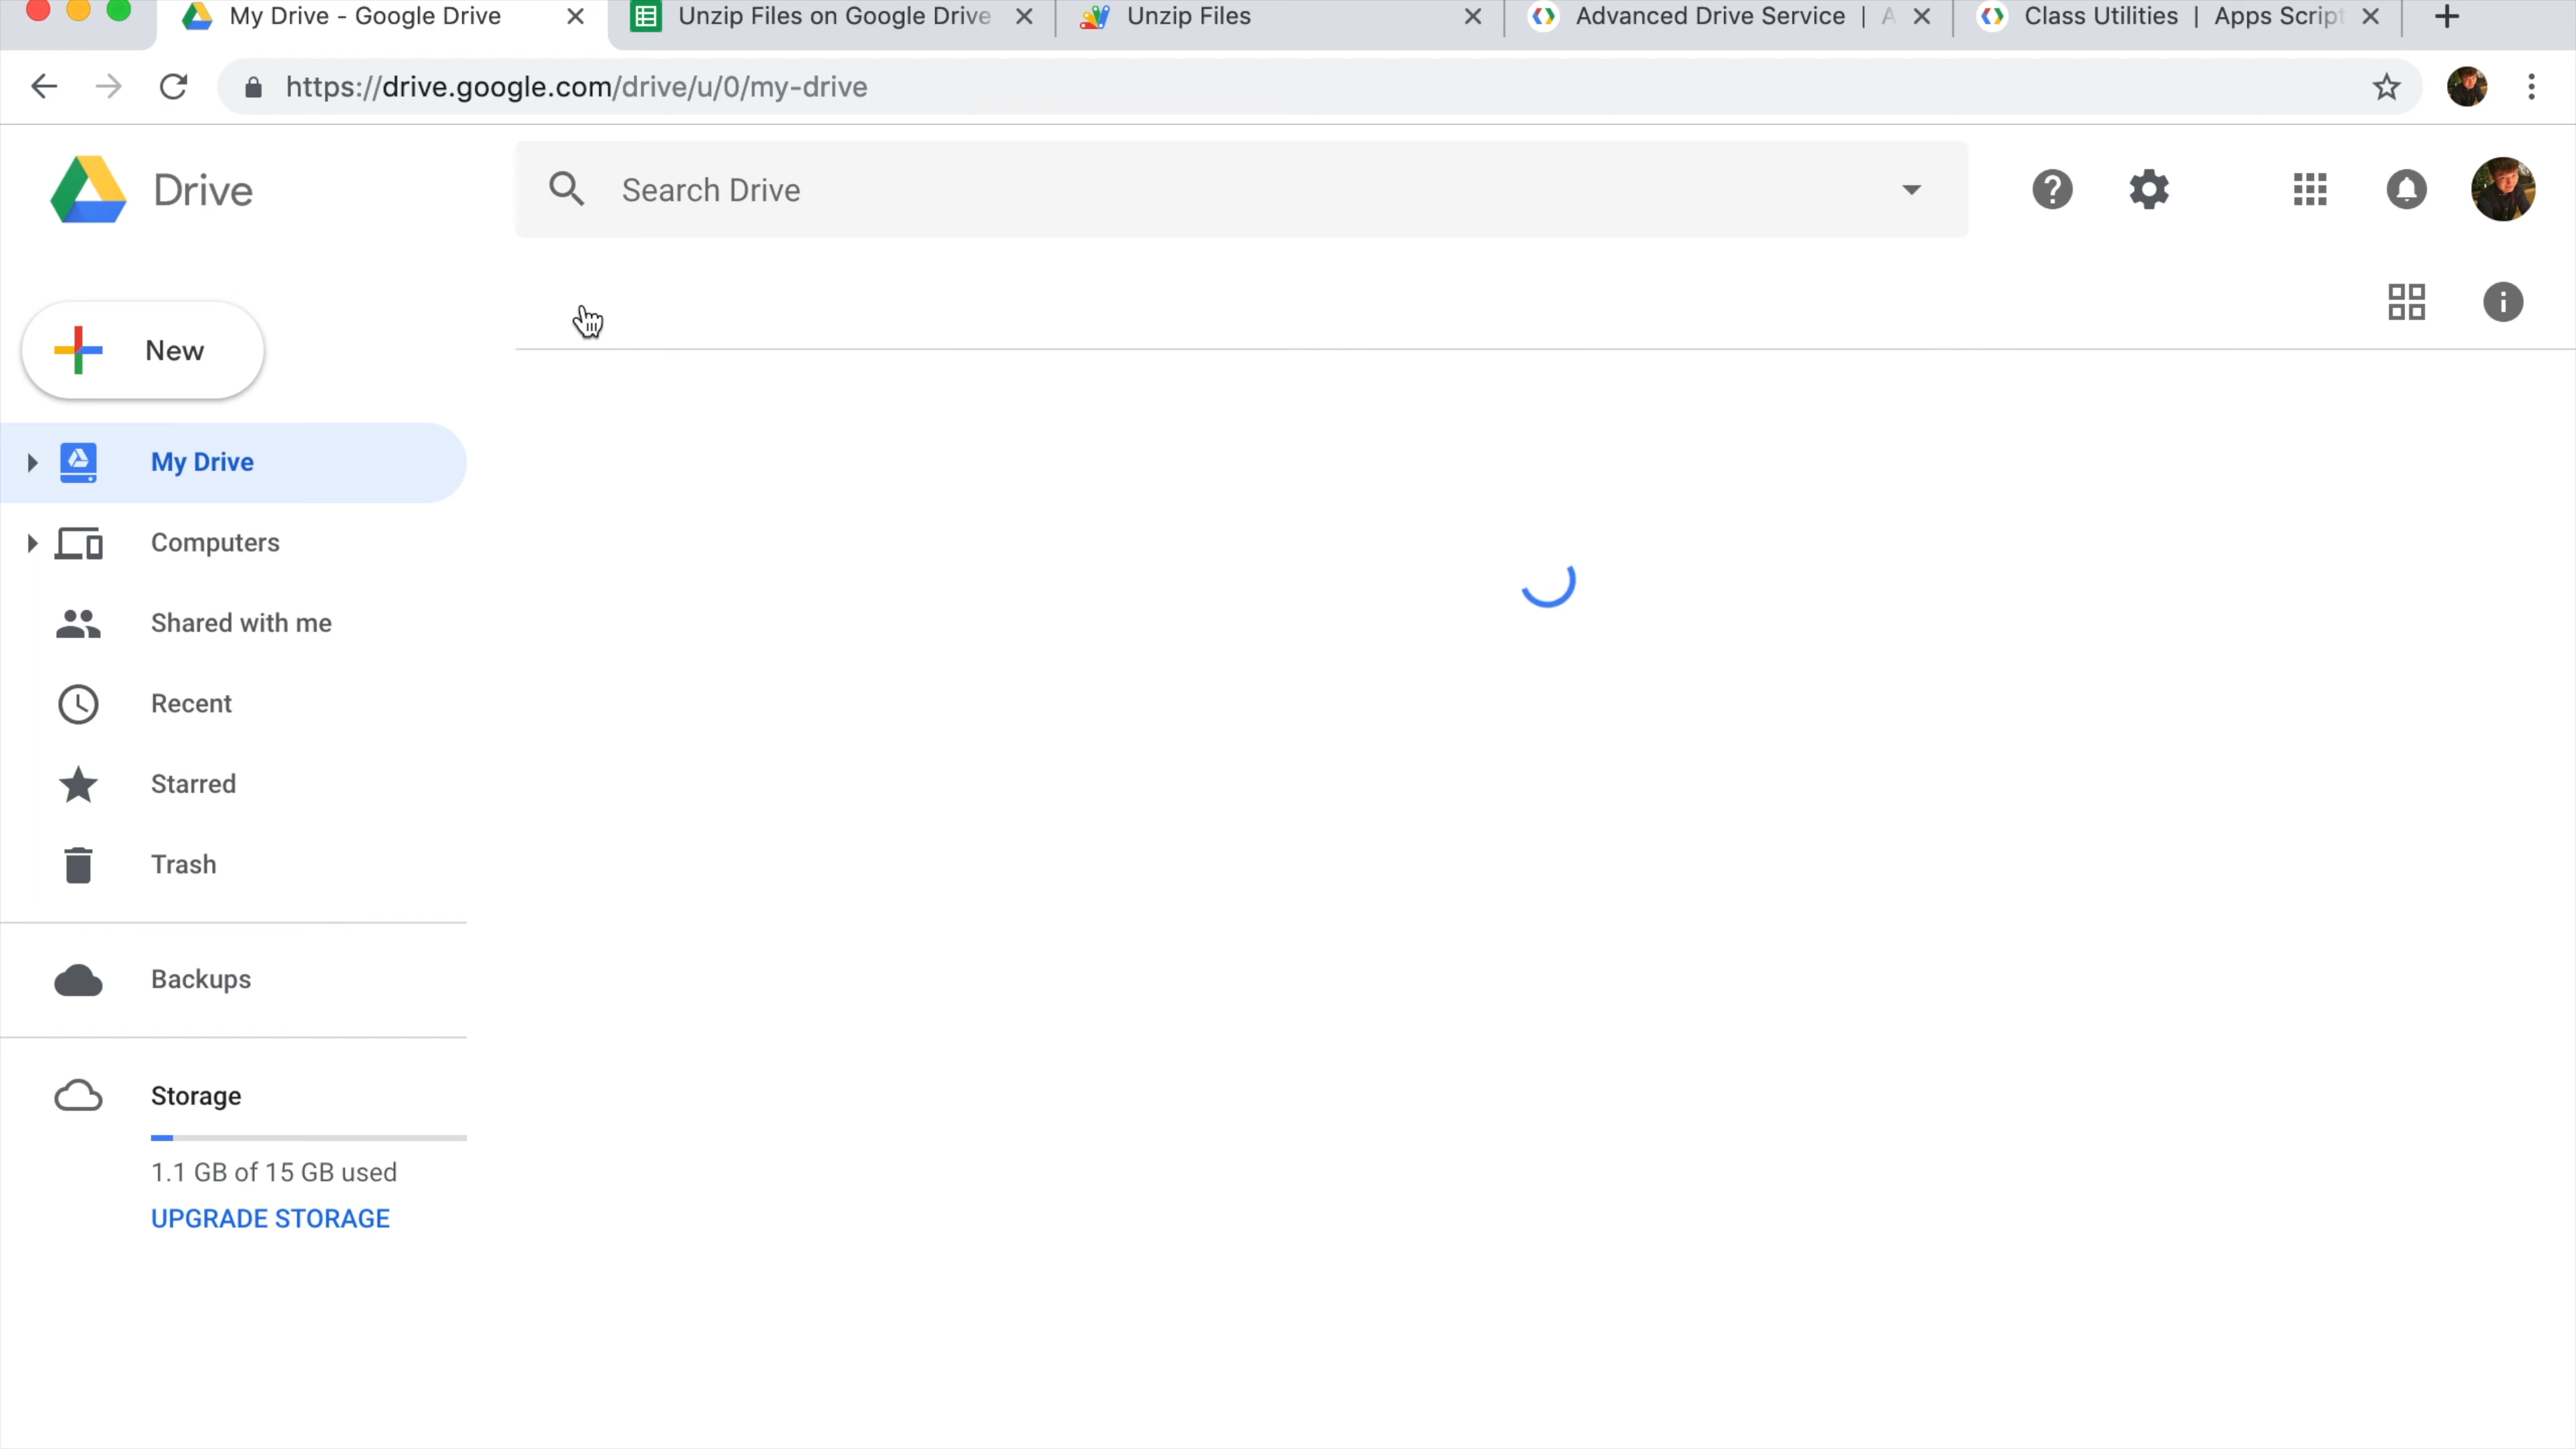 My Drive - Google Drive
Unzip Files on Google Drive
Unzip Files
Advanced Drive Service | A
Class Utilities | Apps Script
https://drive.google.com/drive/u/0/my-drive
Drive
Search Drive
New
My Drive
Computers
Shared with me
Recent
Starred
Trash
Backups
Storage
1.1 GB of 15 GB used
UPGRADE STORAGE